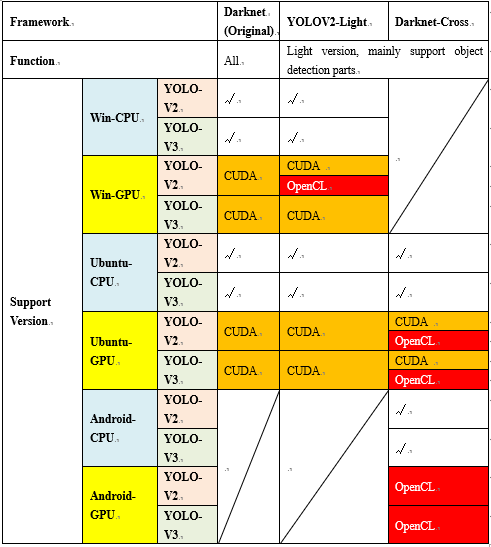 Framework.
Darknet.
(Original).
YOLOV2-Light.
Darknet-Cross.
Function.
All.
Light version, mainly support object
detection parts.
Support
Version.
Win-CPU.
YOLO-
V2.
√.
√.
YOLO-
V3.
√.
√.
Win-GPU.
YOLO-
V2.
CUDA.
CUDA
OpenCL.
YOLO-
V3.
CUDA.
CUDA.
Ubuntu-
CPU.
YOLO-
V2.
√.
√.
√.
YOLO-
V3.
√.
√.
√.
Ubuntu-
GPU.
YOLO-
V2.
CUDA.
CUDA.
CUDA
OpenCL.
YOLO-
V3.
CUDA.
CUDA.
CUDA
OpenCL.
Android-
CPU.
YOLO-
V2.
√.
YOLO-
V3.
√.
Android-
GPU.
YOLO-
V2.
OpenCL.
YOLO-
V3.
OpenCL.